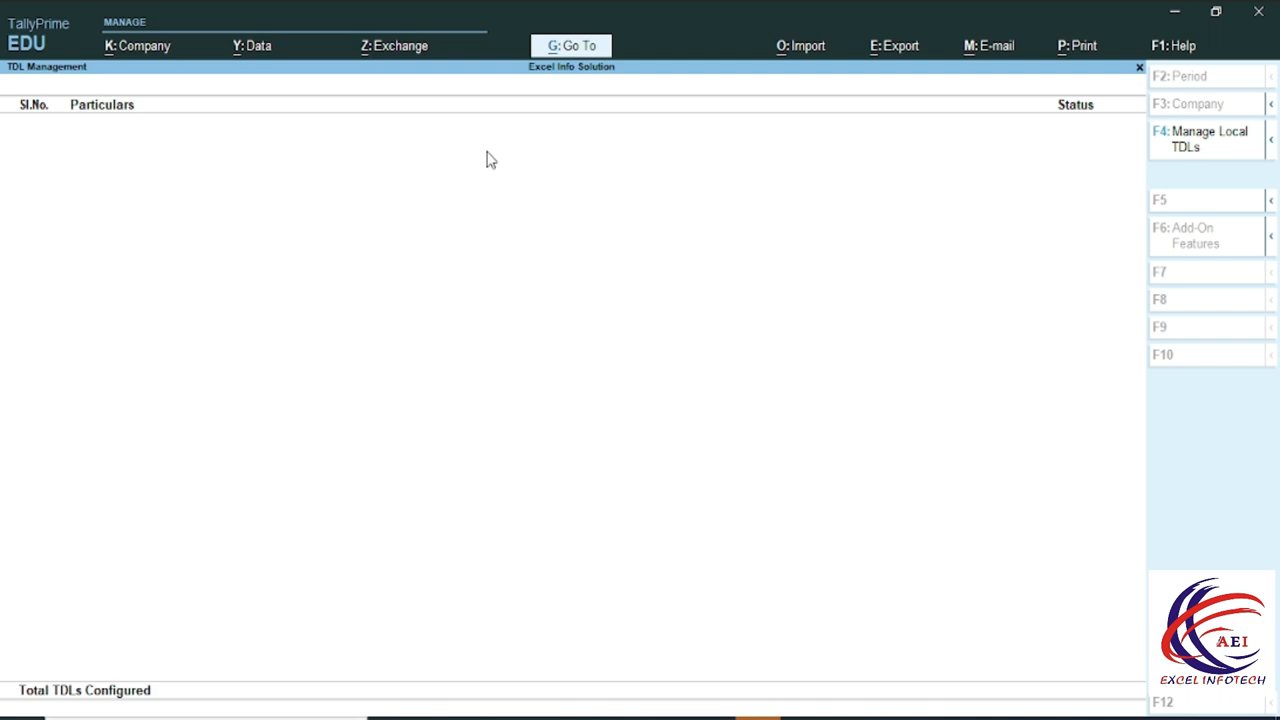 TallyPrime
EDU
MANAGE
K: Company
Y: Data
Z: Exchange
G: Go To
O: Import
E: Export
M: E-mail
P: Print
F1: Help
TDL Management
Excel Info Solution
x
Sl.No. Particulars
Status
F2: Period
F3: Company
F4: Manage Local
TDLs
F5
F6: Add-On
Features
F7
F8
F9
F10
AEI
EXCEL INFOTECH
Total TDLs Configured
F12